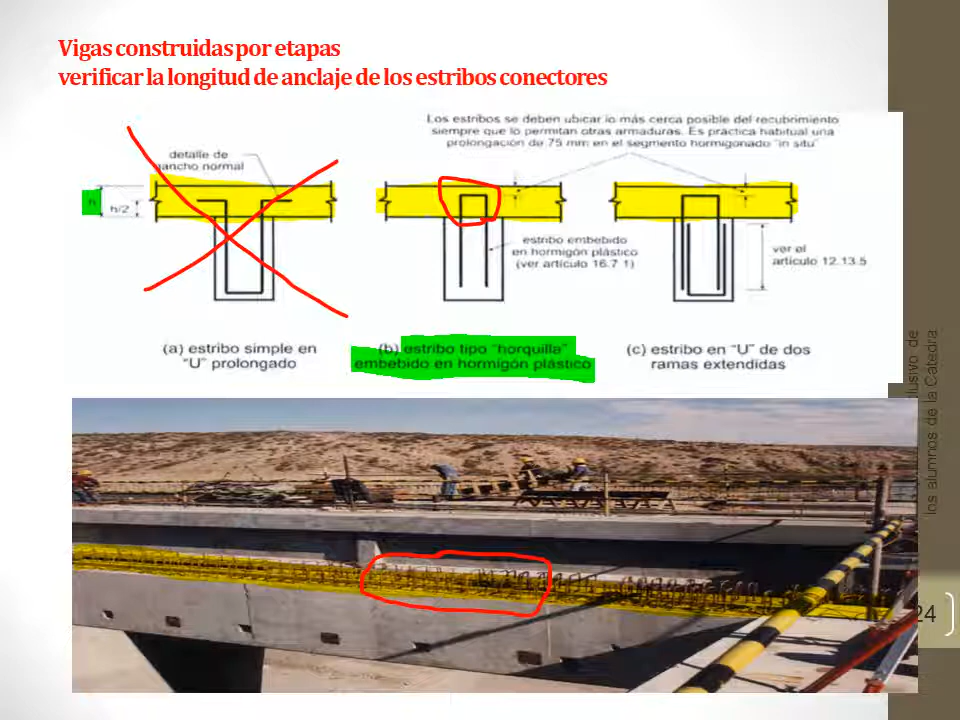 Vigas construidas por etapas
verificar la longitud de anclaje de los estribos conectores
Los estribos se deben ubicar lo más cerca posible del recubrimiento
siempre que lo permitan otras armaduras. Es práctica habitual una
prolongación de 75 mm en el segmento hormigonado "in situ"
detalle de
gancho normal
h
h/2
estribo embebido
en hormigón plástico
(ver artículo 16.7.1)
ver el
artículo 12.13.5
(a) estribo simple en
"U" prolongado
(b) estribo tipo "horquilla"
embebido en hormigón plástico
(c) estribo en "U" de dos
ramas extendidas
los alumnos de la Catedra
24